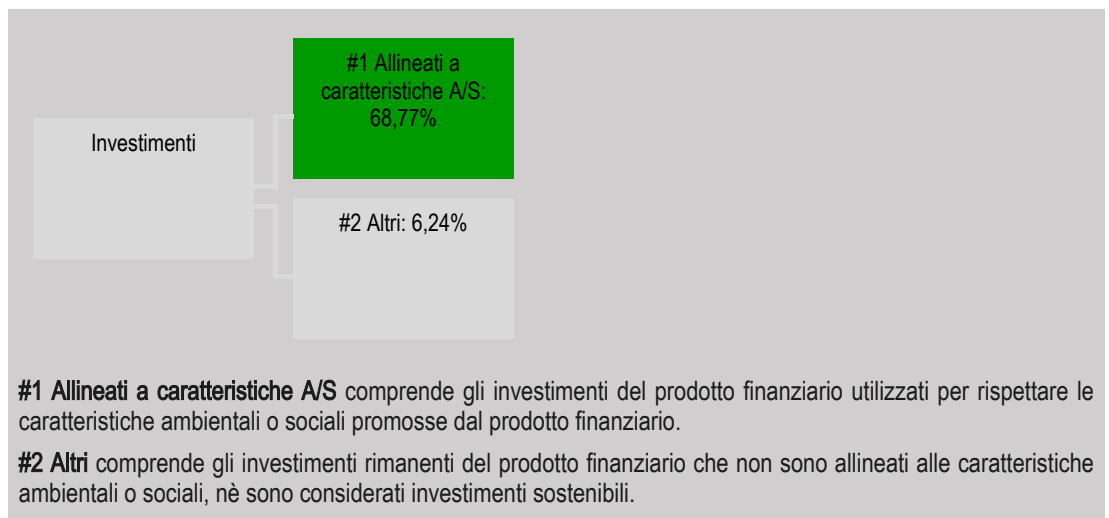 #1 Allineati a
caratteristiche A/S:
68,77%
Investimenti
#2 Altri: 6,24%
#1 Allineati a caratteristiche A/S comprende gli investimenti del prodotto finanziario utilizzati per rispettare le
caratteristiche ambientali o sociali promosse dal prodotto finanziario.
#2 Altri comprende gli investimenti rimanenti del prodotto finanziario che non sono allineati alle caratteristiche
ambientali o sociali, nè sono considerati investimenti sostenibili.